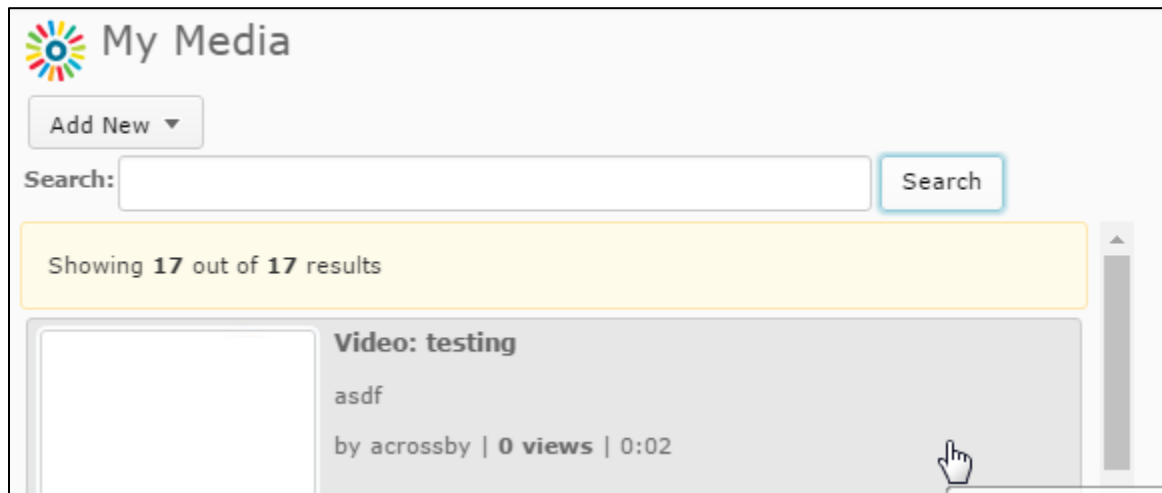 My Media
Add New
Search:
Search
Showing 17 out of 17 results
Video: testing
asdf
by acrossby | 0 views | 0:02